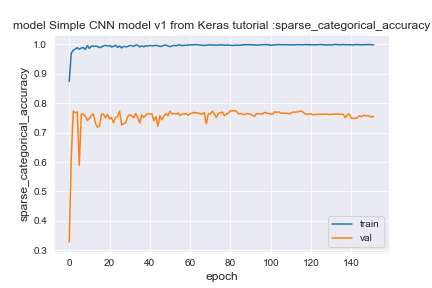 model Simple CNN model v1 from Keras tutorial :sparse_categorical_accuracy
1.0
0.9
0.8
0.7
0.6
0.5
0.4
0.3
sparse_categorical_accuracy
0 20 40 60 80 100 120 140
epoch
train
val